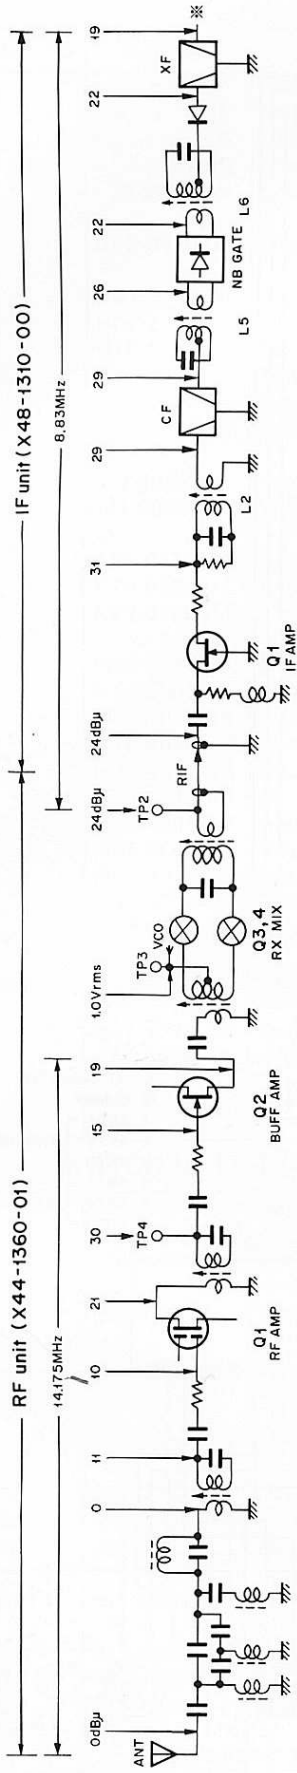 RF unit (X44-1360-01)
IF unit (X48-1310-00)
14.175MHz
8.83MHz
0dBμ
0
11
10
21
30
15
19
1.0Vrms
24dBμ
24dBμ
31
29
29
26
22
22
19
ANT
TP4
TP3
VCO
TP2
RIF
CF
NB GATE
XF
※
L2
L5
L6
Q1
RF AMP
Q2
BUFF AMP
Q3,4
RX MIX
Q1
IF AMP